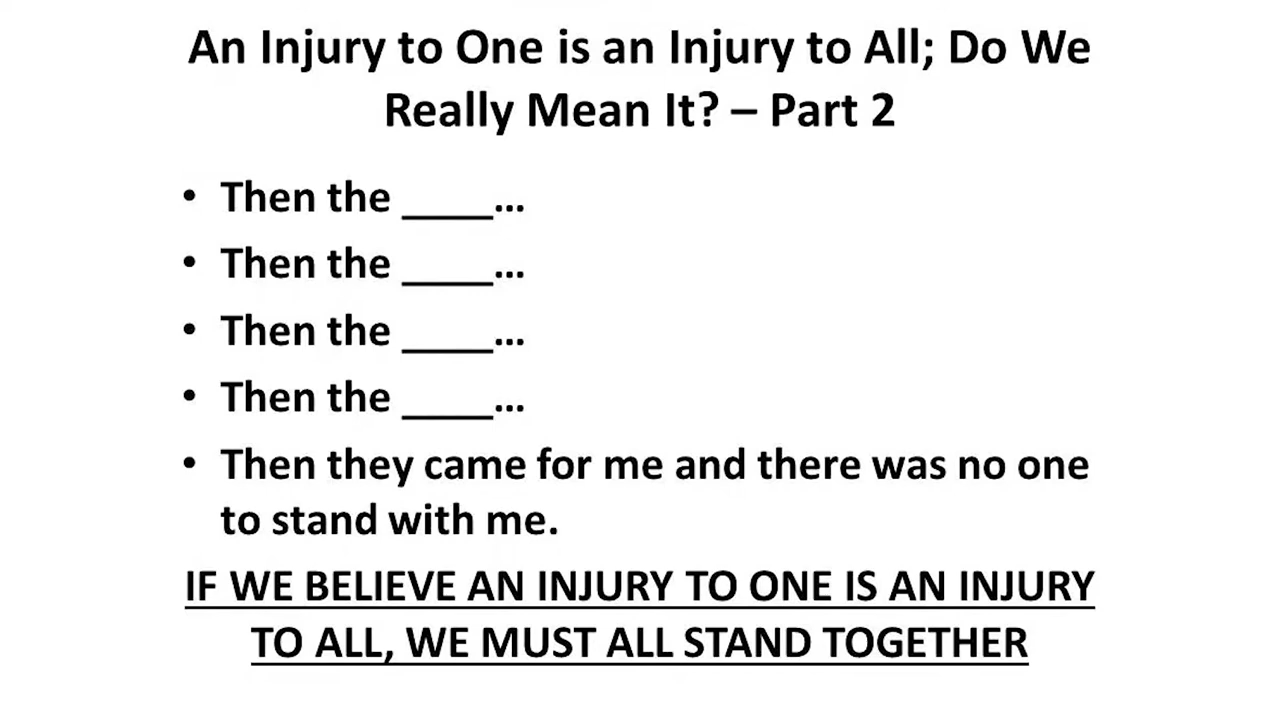 An Injury to One is an Injury to All; Do We
Really Mean It? – Part 2
• Then the ____…
• Then the ____…
• Then the ____…
• Then the ____…
• Then they came for me and there was no one
to stand with me.
IF WE BELIEVE AN INJURY TO ONE IS AN INJURY
TO ALL, WE MUST ALL STAND TOGETHER